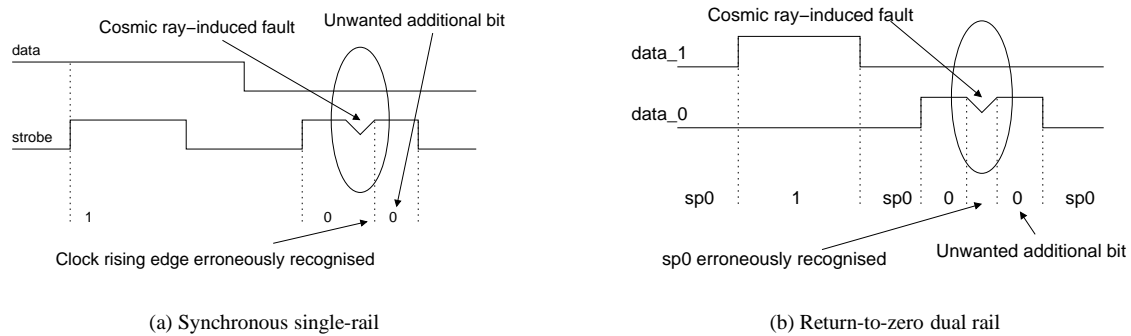 Unwanted additional bit
Cosmic ray−induced fault
data
strobe
1
0
0
Clock rising edge erroneously recognised
(a) Synchronous single-rail
Cosmic ray−induced fault
data_1
data_0
sp0
1
sp0
0
0
sp0
Unwanted additional bit
sp0 erroneously recognised
(b) Return-to-zero dual rail